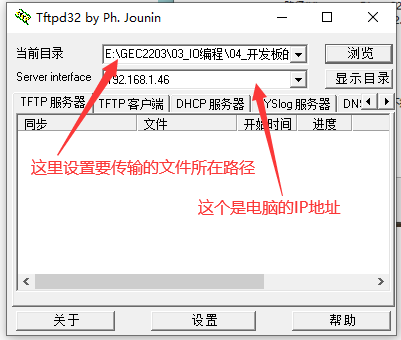 Tftpd32 by Ph. Jounin
当前目录
E:\GEC2203\03_IO编程\04_开发板的
浏览
Server interface
192.168.1.46
显示目录
TFTP 服务器 TFTP 客户端 DHCP 服务器 SYSlog 服务器 DNS
同步 文件 开始时间 进度
这里设置要传输的文件所在路径
这个是电脑的IP地址
关于 设置 帮助